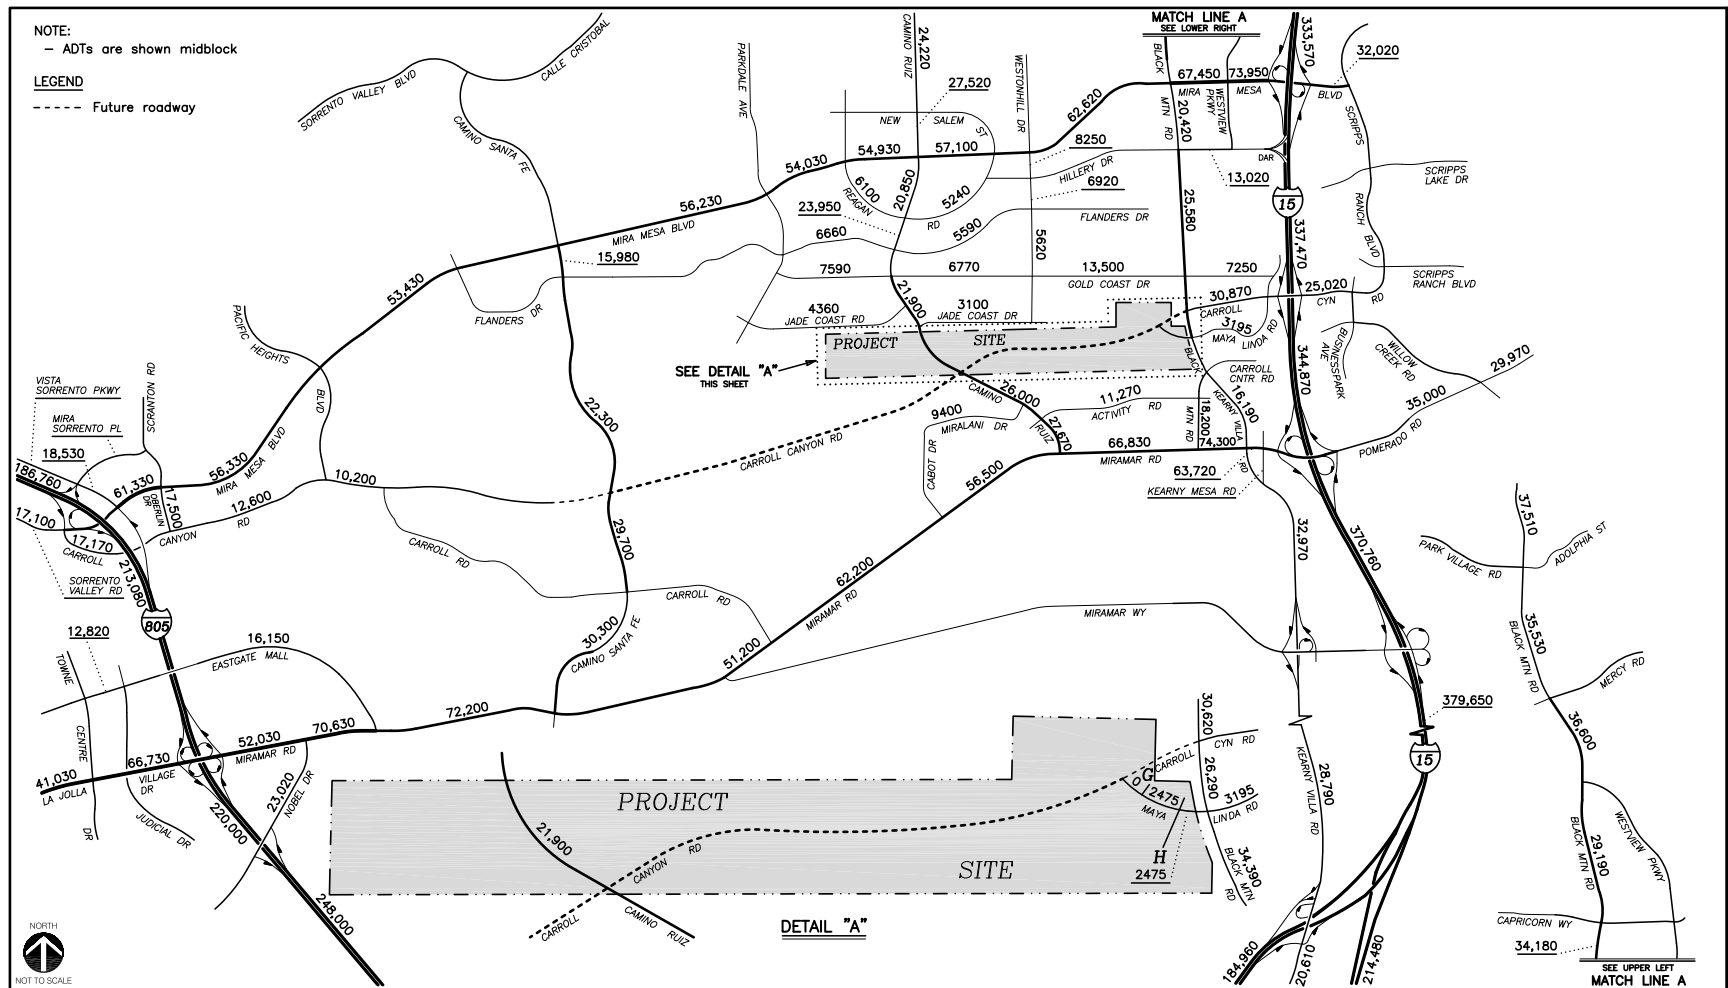 NOTE:
– ADTs are shown midblock
LEGEND
Future roadway
MATCH LINE A
SEE LOWER RIGHT
SORRENTO VALLEY BLVD
CALLE CRISTOBAL
CAMINO SANTA FE
PARKDALE AVE
CAMINO RUIZ
24,220
27,520
WESTONHILL DR
BLACK
MTN RD
67,450
73,950
MIRA MESA BLVD
WESTVIEW PKWY
20,420
333,570
32,020
SCRIPPS
RANCH BLVD
NEW SALEM ST
62,620
54,030
54,930
57,100
8250
HILLERY DR
6920
13,020
DAR
SCRIPPS
LAKE DR
15
6100
REAGAN
RD
20,850
5240
23,950
25,580
56,230
MIRA MESA BLVD
6660
5590
FLANDERS DR
5620
337,470
15,980
7590
6770
13,500
GOLD COAST DR
7250
SCRIPPS
RANCH BLVD
53,430
FLANDERS DR
21,900
4360
JADE COAST RD
3100
JADE COAST DR
30,870
CARROLL
25,020
CYN RD
PACIFIC HEIGHTS
BLVD
PROJECT SITE
3195
MAYA LINDA RD
BLACK
344,870
BUSINESSPARK
AVE
WILLOW
CREEK RD
29,970
SEE DETAIL "A"
THIS SHEET
CARROLL
CNTR RD
VISTA
SORRENTO PKWY
SCRANTON RD
MIRA
SORRENTO PL
18,530
22,300
26,000
CAMINO
RUIZ
27,670
11,270
ACTIVITY RD
9400
MIRALANI DR
CABOT DR
MTN RD
18,200
16,190
KEARNY VILLA
RD
35,000
POMERADO RD
CARROLL CANYON RD
66,830
MIRAMAR RD
74,300
63,720
KEARNY MESA RD
186,760
61,330
56,330
MIRA MESA BLVD
OBERLIN
DR
17,500
10,200
12,600
CANYON RD
17,100
17,170
CARROLL
56,500
SORRENTO
VALLEY RD
213,080
CARROLL RD
29,700
32,970
370,760
37,510
PARK VILLAGE RD
ADOLPHIA ST
805
CARROLL RD
62,200
MIRAMAR RD
MIRAMAR WY
12,820
16,150
EASTGATE MALL
30,300
CAMINO SANTA FE
51,200
35,530
BLACK MTN RD
MERCY RD
TOWNE
CENTRE
DR
379,650
72,200
70,630
52,030
MIRAMAR RD
66,730
41,030
LA JOLLA
VILLAGE
DR
JUDICIAL DR
23,020
NOBEL DR
220,000
248,000
30,620
CYN RD
CARROLL
G
0
2475
MAYA
26,290
3195
LINDA RD
H
2475
34,390
BLACK MTN
RD
PROJECT
SITE
21,900
CARROLL CANYON RD
CAMINO RUIZ
DETAIL "A"
28,790
KEARNY VILLA RD
15
36,600
BLACK MTN RD
29,190
WESTVIEW PKWY
CAPRICORN WY
34,180
184,960
20,610
214,480
SEE UPPER LEFT
MATCH LINE A
NORTH
NOT TO SCALE